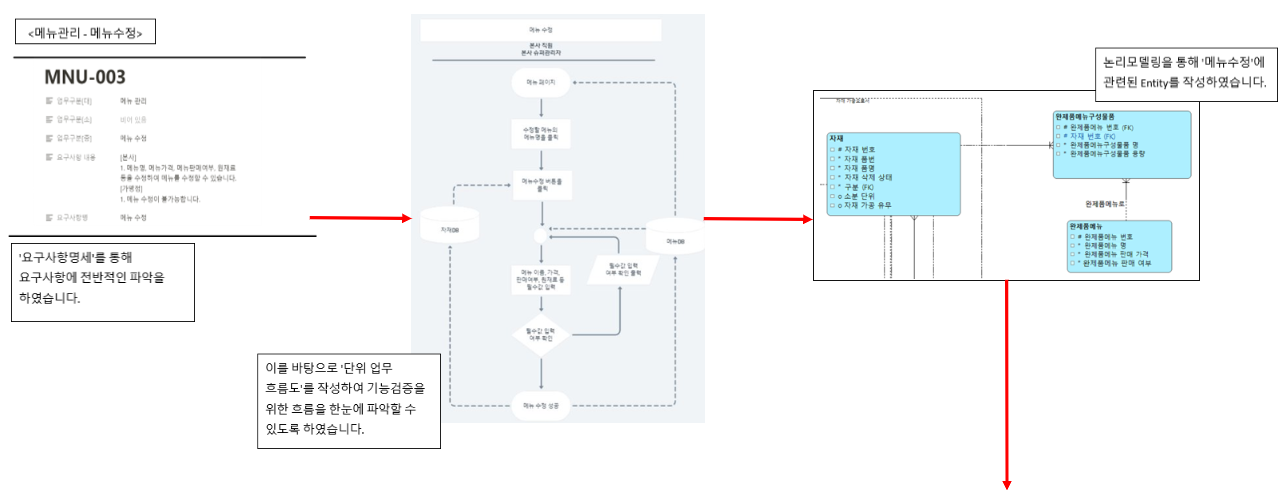 <메뉴관리 - 메뉴수정>
MNU-003
업무구분[대] 메뉴 관리
업무구분[소] 비어 있음
업무구분[중] 메뉴 수정
요구사항 내용 [본사]
1. 메뉴명, 메뉴가격, 메뉴판매여부, 원재료
등을 수정하여 메뉴를 수정할 수 있습니다.
[가맹점]
1. 메뉴 수정이 불가능합니다.
요구사항명 메뉴 수정
'요구사항명세'를 통해
요구사항에 전반적인 파악을
하였습니다.
메뉴 수정
본사 직원
본사 슈퍼관리자
메뉴 페이지
수정할 메뉴의
메뉴명을 클릭
메뉴수정 버튼을
클릭
자재DB
메뉴DB
메뉴 이름, 가격,
판매여부, 원재료 등
필수값 입력
필수값 입력
여부 확인 클릭
필수값 입력
여부 확인
메뉴 수정 성공
이를 바탕으로 '단위 업무
흐름도'를 작성하여 기능검증을
위한 흐름을 한눈에 파악할 수
있도록 하였습니다.
논리모델링을 통해 '메뉴수정'에
관련된 Entity를 작성하였습니다.
자재
# 자재 번호
* 자재 품번
* 자재 품명
* 자재 삭제 상태
* 구분 (FK)
o 소분 단위
o 자재 가공 유무
완제품메뉴구성물품
# 완제품메뉴 번호 (FK)
# 자재 번호 (FK)
* 완제품메뉴구성물품 명
* 완제품메뉴구성물품 용량
완제품메뉴로
완제품메뉴
# 완제품메뉴 번호
* 완제품메뉴 명
* 완제품메뉴 판매 가격
* 완제품메뉴 판매 여부